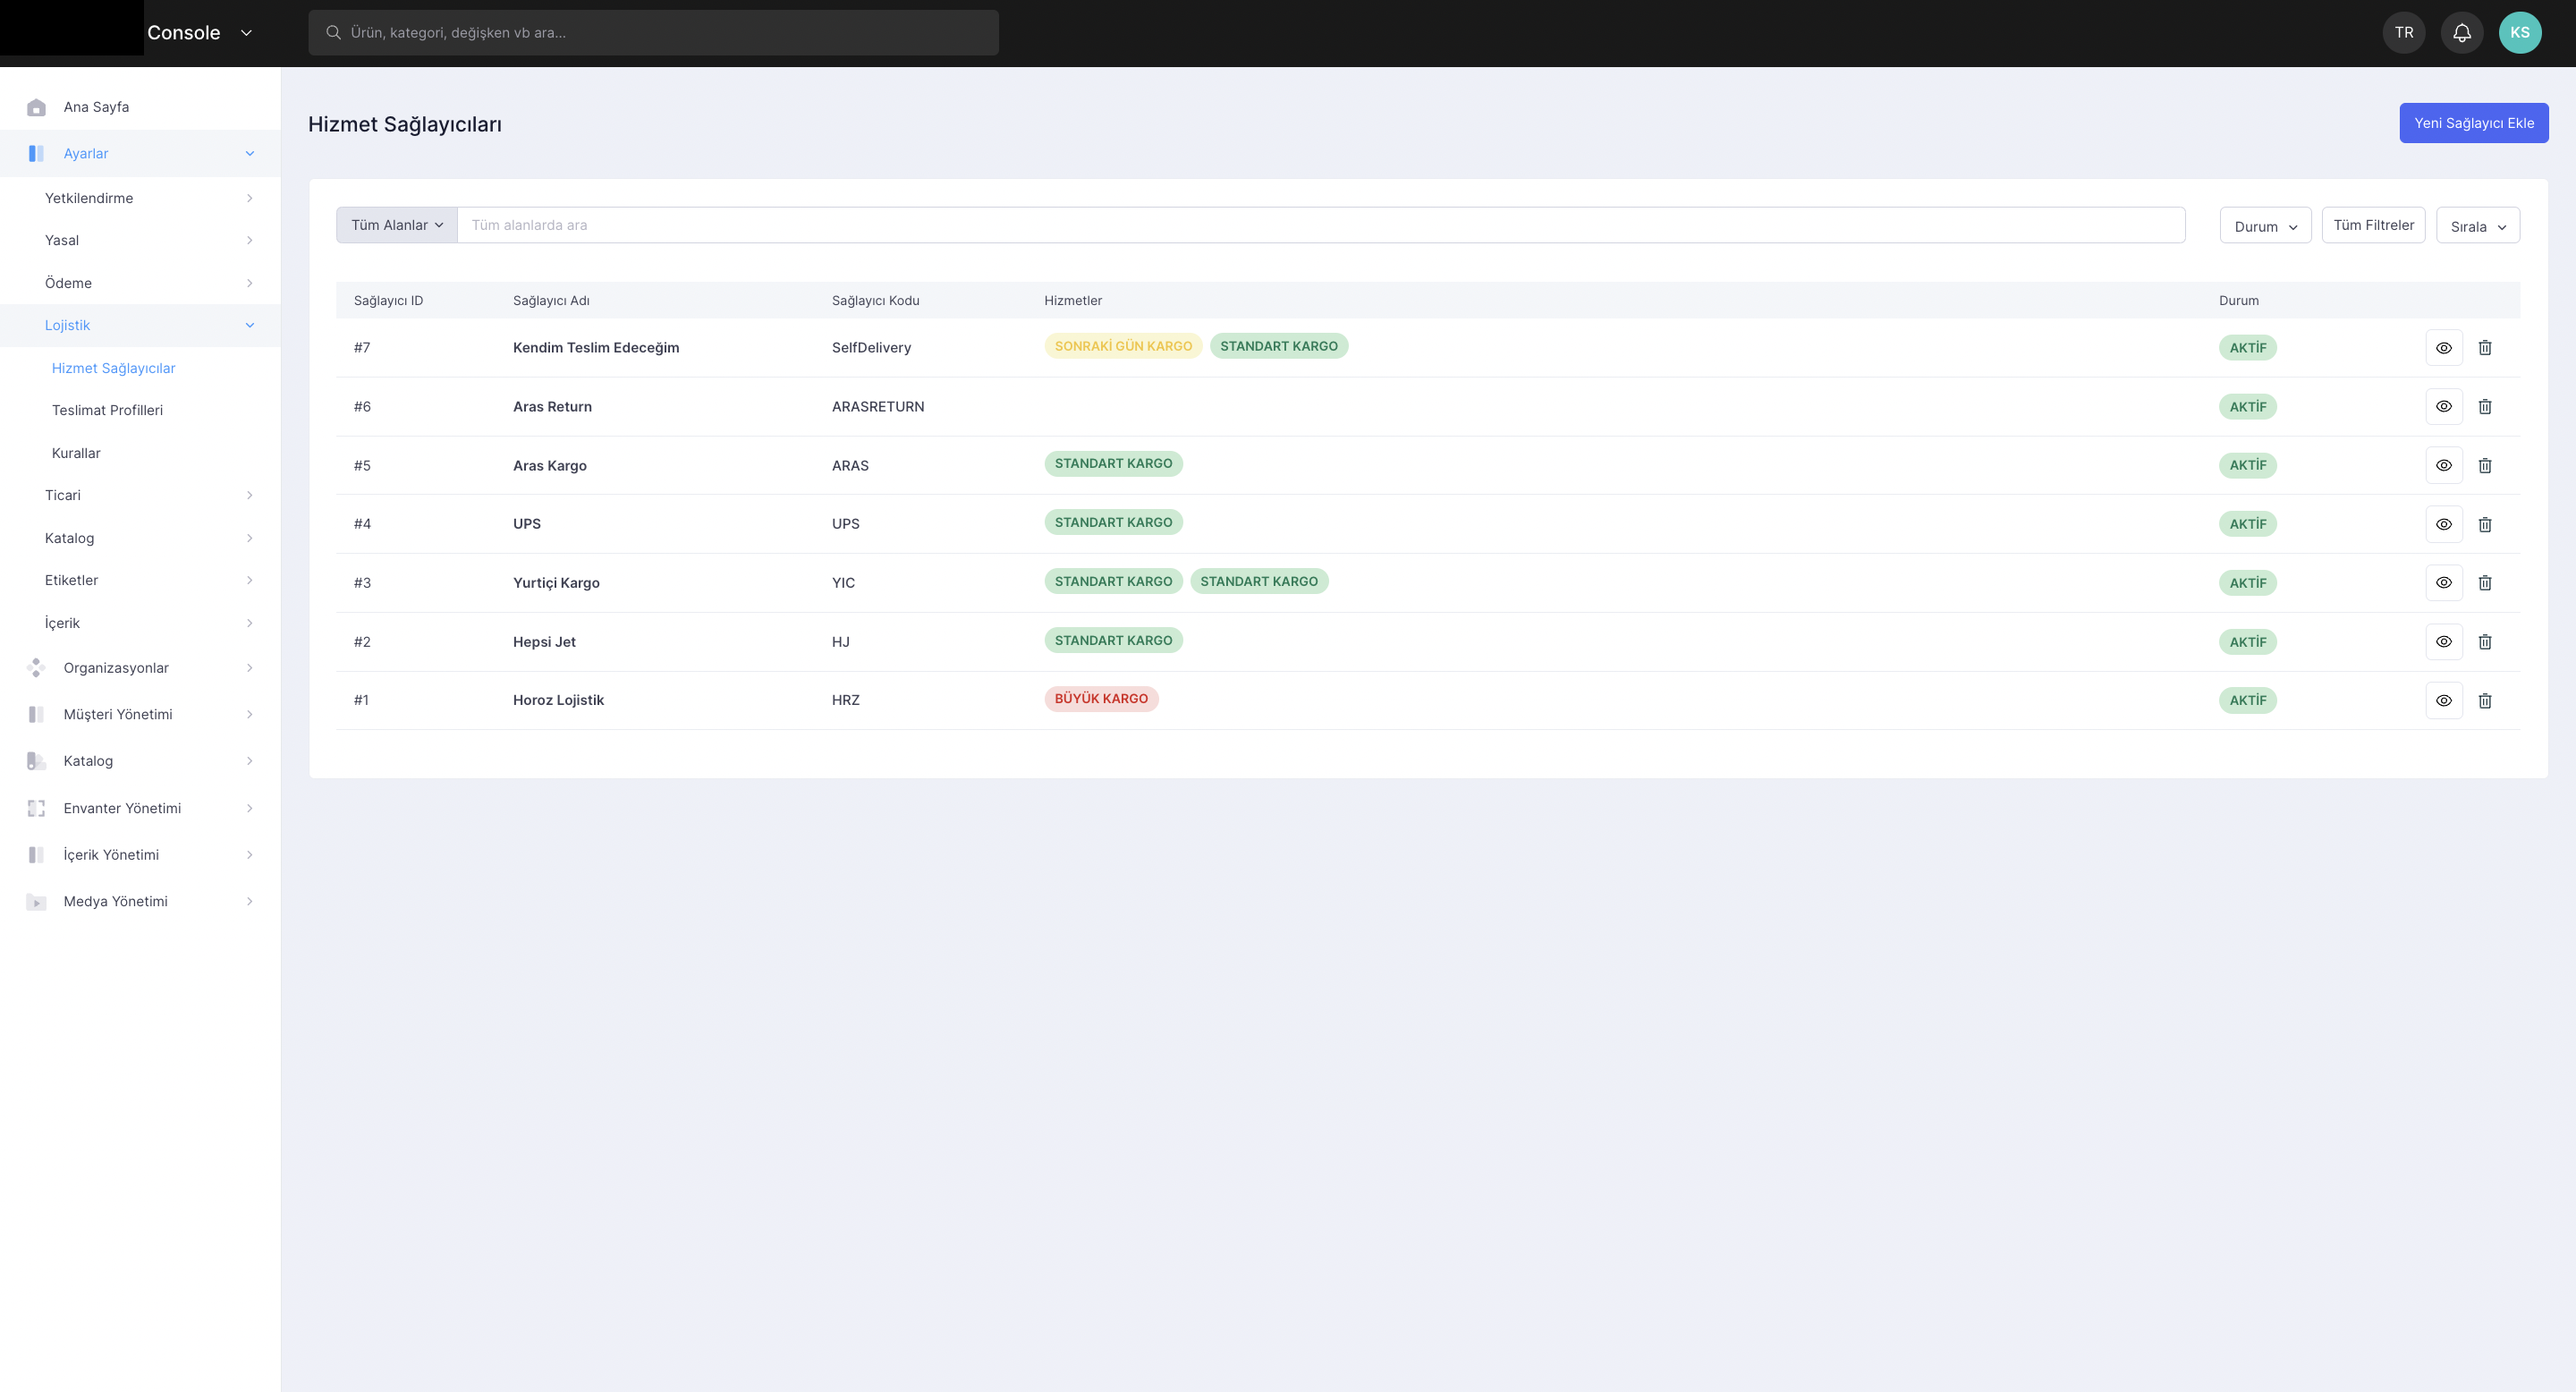 Console
Ürün, kategori, değişken vb ara...
TR
KS
Ana Sayfa
Ayarlar
Yetkilendirme
Yasal
Ödeme
Lojistik
Hizmet Sağlayıcılar
Teslimat Profilleri
Kurallar
Ticari
Katalog
Etiketler
İçerik
Organizasyonlar
Müşteri Yönetimi
Katalog
Envanter Yönetimi
İçerik Yönetimi
Medya Yönetimi
Hizmet Sağlayıcıları
Yeni Sağlayıcı Ekle
Tüm Alanlar Tüm alanlarda ara Durum Tüm Filtreler Sırala
Sağlayıcı ID Sağlayıcı Adı Sağlayıcı Kodu Hizmetler Durum
#7 Kendim Teslim Edeceğim SelfDelivery SONRAKİ GÜN KARGO STANDART KARGO AKTİF
#6 Aras Return ARASRETURN AKTİF
#5 Aras Kargo ARAS STANDART KARGO AKTİF
#4 UPS UPS STANDART KARGO AKTİF
#3 Yurtiçi Kargo YIC STANDART KARGO STANDART KARGO AKTİF
#2 Hepsi Jet HJ STANDART KARGO AKTİF
#1 Horoz Lojistik HRZ BÜYÜK KARGO AKTİF